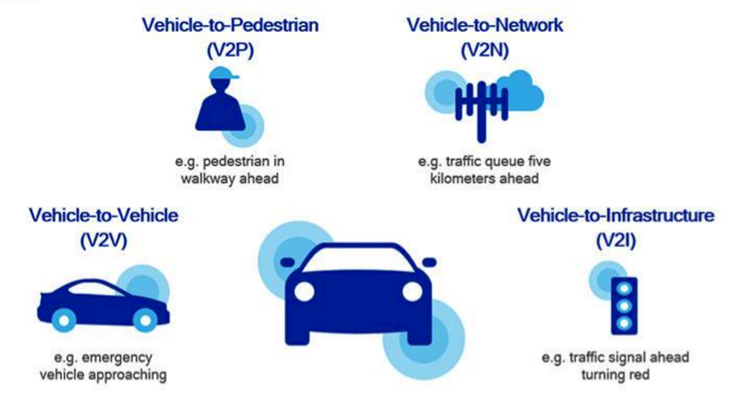 Vehicle-to-Pedestrian
(V2P)
e.g. pedestrian in
walkway ahead
Vehicle-to-Network
(V2N)
e.g. traffic queue five
kilometers ahead
Vehicle-to-Vehicle
(V2V)
e.g. emergency
vehicle approaching
Vehicle-to-Infrastructure
(V2I)
e.g. traffic signal ahead
turning red